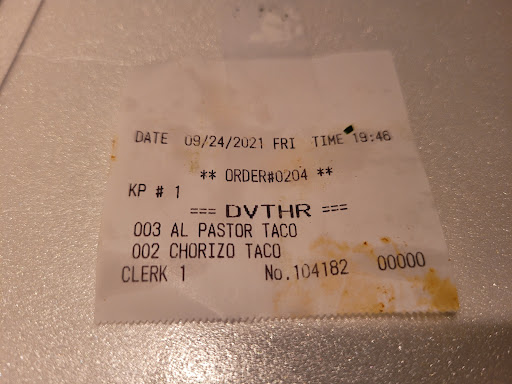 DATE 09/24/2021 FRI TIME 19:46
** ORDER#0204 **
KP # 1
=== DVTHR ===
003 AL PASTOR TACO
002 CHORIZO TACO
CLERK 1 No.104182 00000